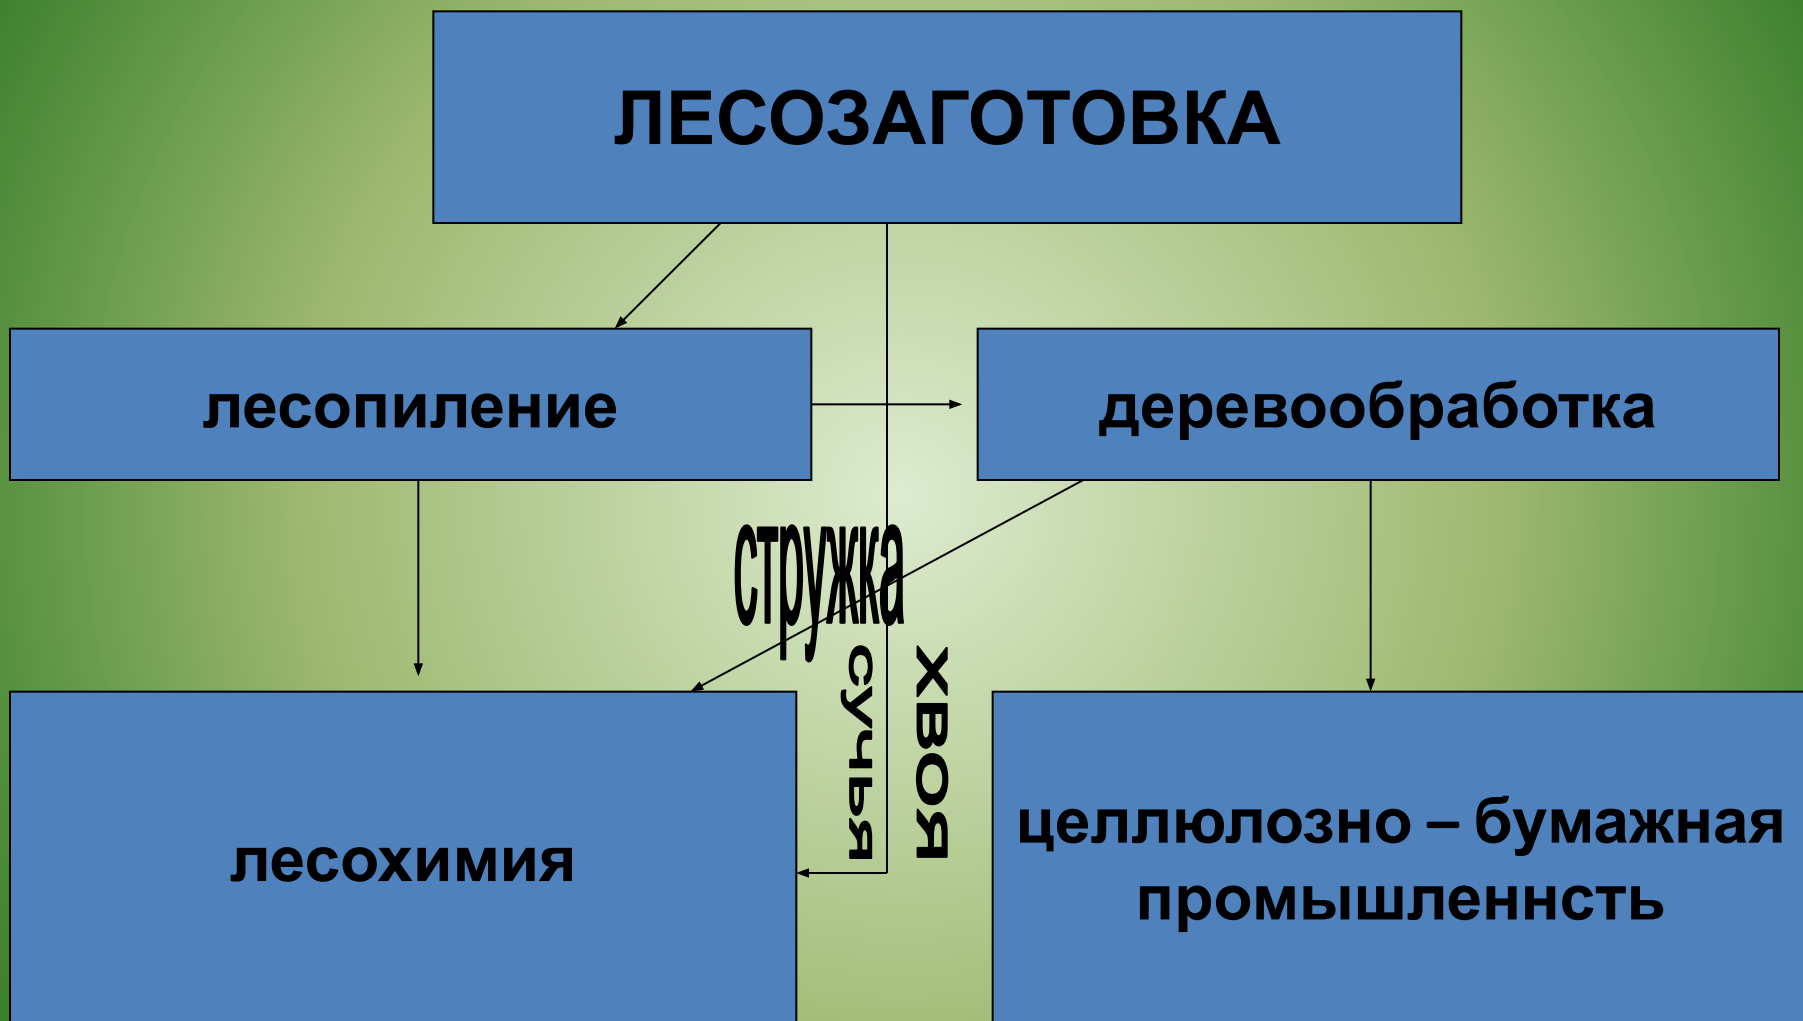 ЛЕСОЗАГОТОВКА
лесопиление
деревообработка
стружка
сучья
хвоя
лесохимия
целлюлозно – бумажная
промышленнсть